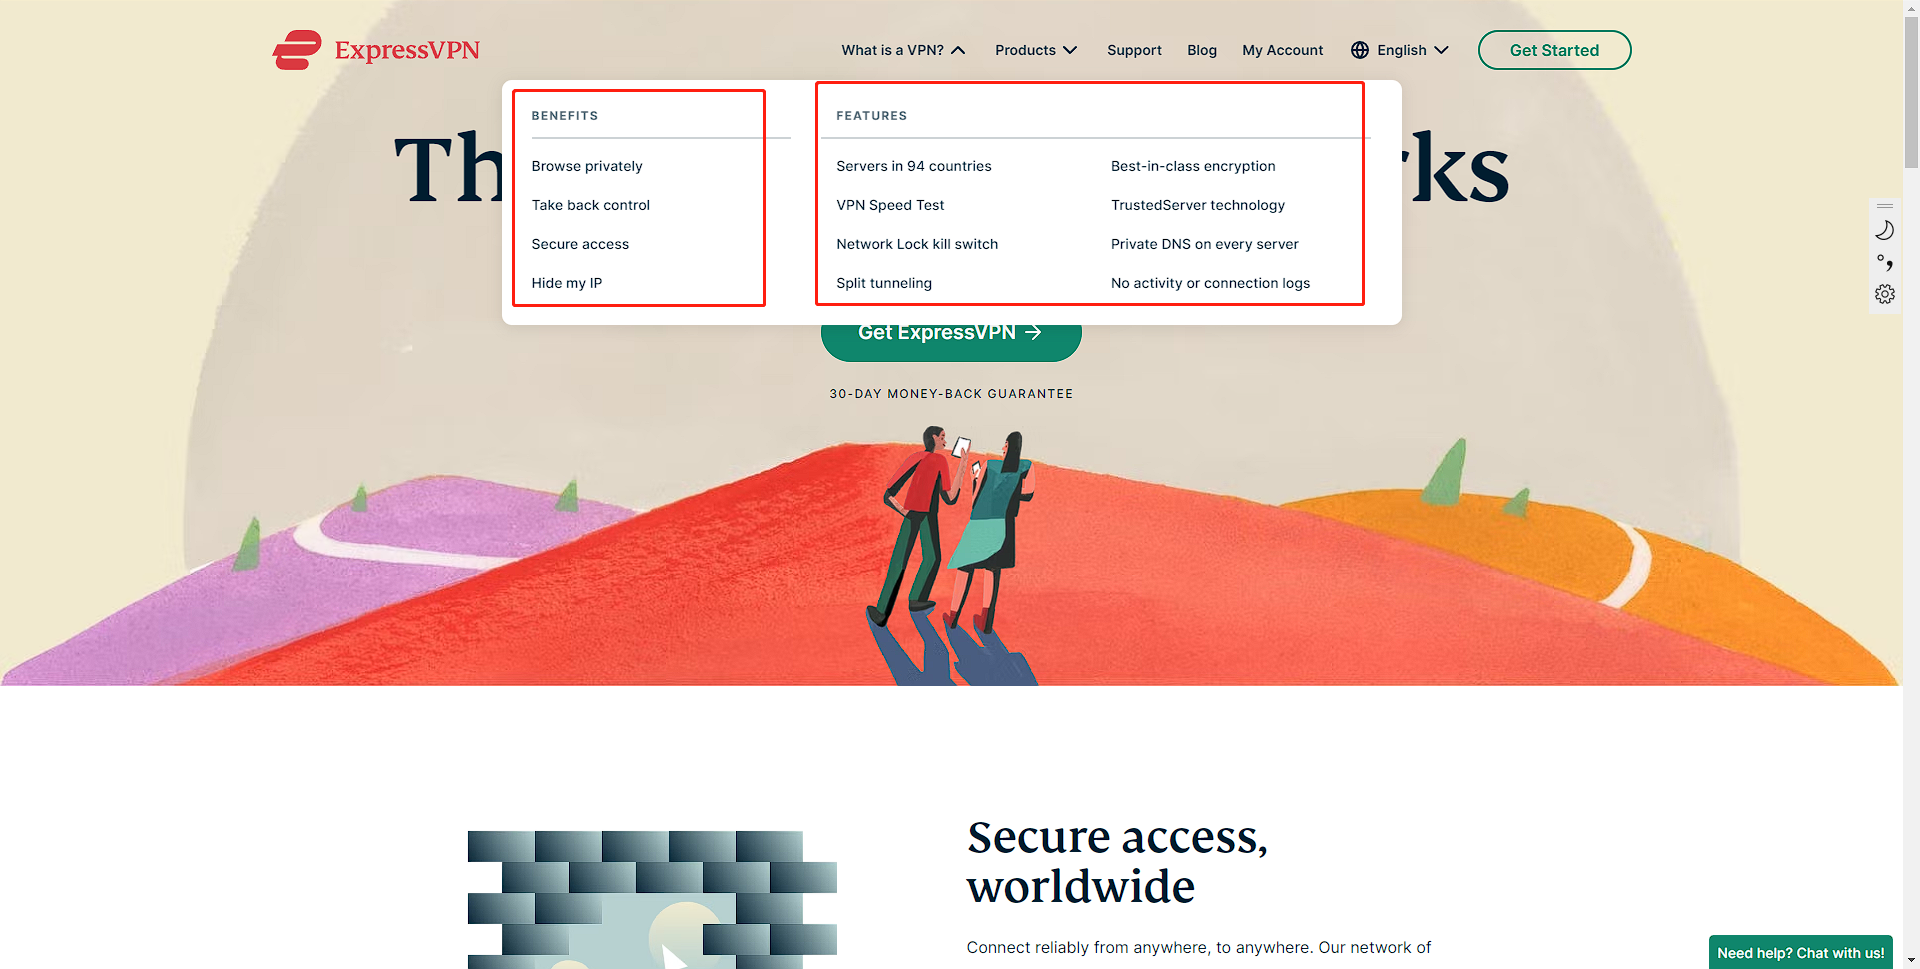 ExpressVPN
What is a VPN?
Products
Support
Blog
My Account
English
Get Started
BENEFITS
Browse privately
Take back control
Secure access
Hide my IP
FEATURES
Servers in 94 countries
VPN Speed Test
Network Lock kill switch
Split tunneling
Best-in-class encryption
TrustedServer technology
Private DNS on every server
No activity or connection logs
Get ExpressVPN →
30-DAY MONEY-BACK GUARANTEE
Secure access,
worldwide
Connect reliably from anywhere, to anywhere. Our network of
Need help? Chat with us!